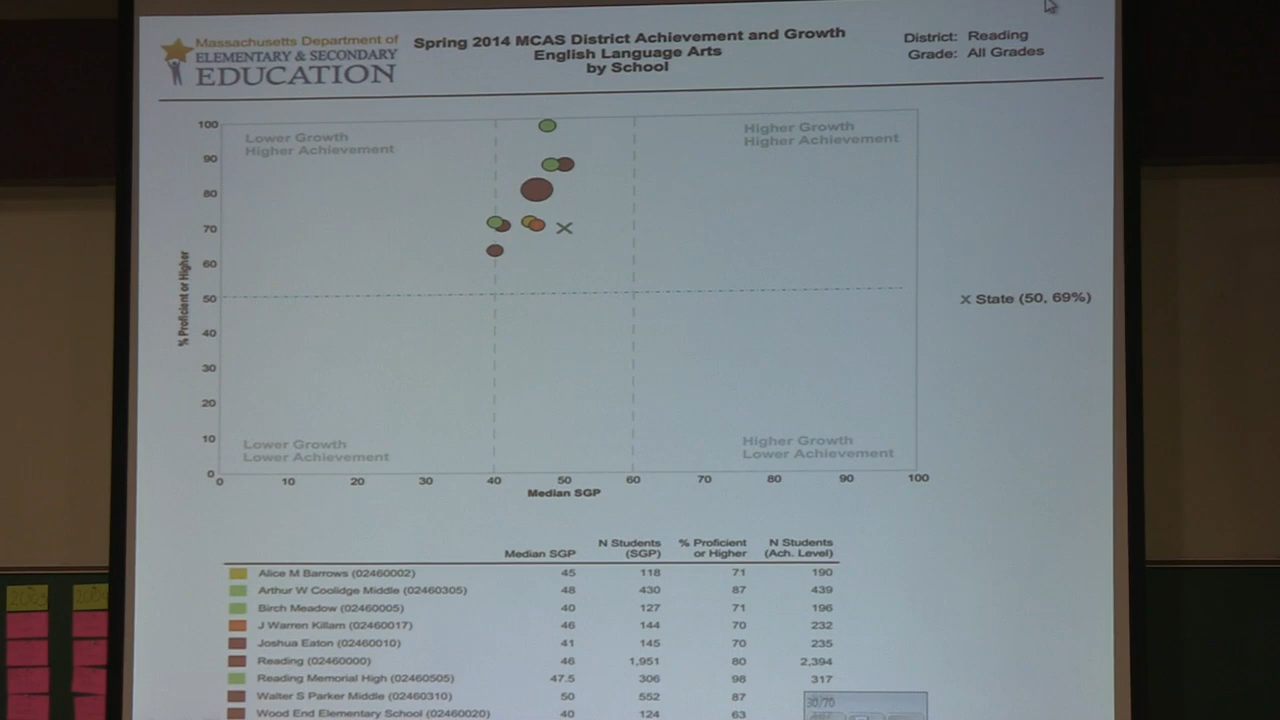 Massachusetts Department of
ELEMENTARY & SECONDARY
EDUCATION
Spring 2014 MCAS District Achievement and Growth
English Language Arts
by School
District: Reading
Grade: All Grades
Lower Growth
Higher Achievement
Higher Growth
Higher Achievement
100
90
80
70
60
50
40
30
20
10
0
% Proficient or Higher
X State (50, 69%)
Lower Growth
Lower Achievement
Higher Growth
Lower Achievement
0 10 20 30 40 50 60 70 80 90 100
Median SGP
Median SGP N Students (SGP) % Proficient or Higher N Students (Ach. Level)
Alice M Barrows (02460002) 45 118 71 190
Arthur W Coolidge Middle (02460305) 48 430 87 439
Birch Meadow (02460005) 40 127 71 196
J Warren Killam (02460017) 46 144 70 232
Joshua Eaton (02460010) 41 145 70 235
Reading (02460000) 46 1,951 80 2,394
Reading Memorial High (02460505) 47.5 306 98 317
Walter S Parker Middle (02460310) 50 552 87
Wood End Elementary School (02460020) 40 124 63
30/70